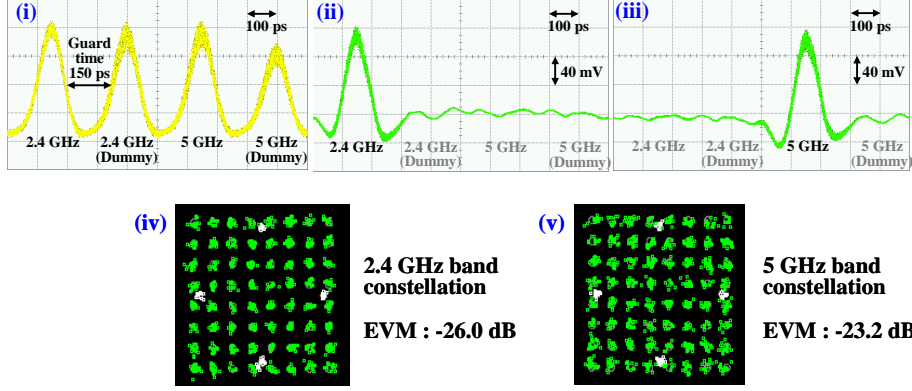 (i)
100 ps
Guard
time
150 ps
2.4 GHz
2.4 GHz
(Dummy)
5 GHz
5 GHz
(Dummy)
(ii)
100 ps
40 mV
2.4 GHz
2.4 GHz
(Dummy)
5 GHz
5 GHz
(Dummy)
(iii)
100 ps
40 mV
2.4 GHz
2.4 GHz
(Dummy)
5 GHz
5 GHz
(Dummy)
(iv)
2.4 GHz band
constellation
EVM : -26.0 dB
(v)
5 GHz band
constellation
EVM : -23.2 dB